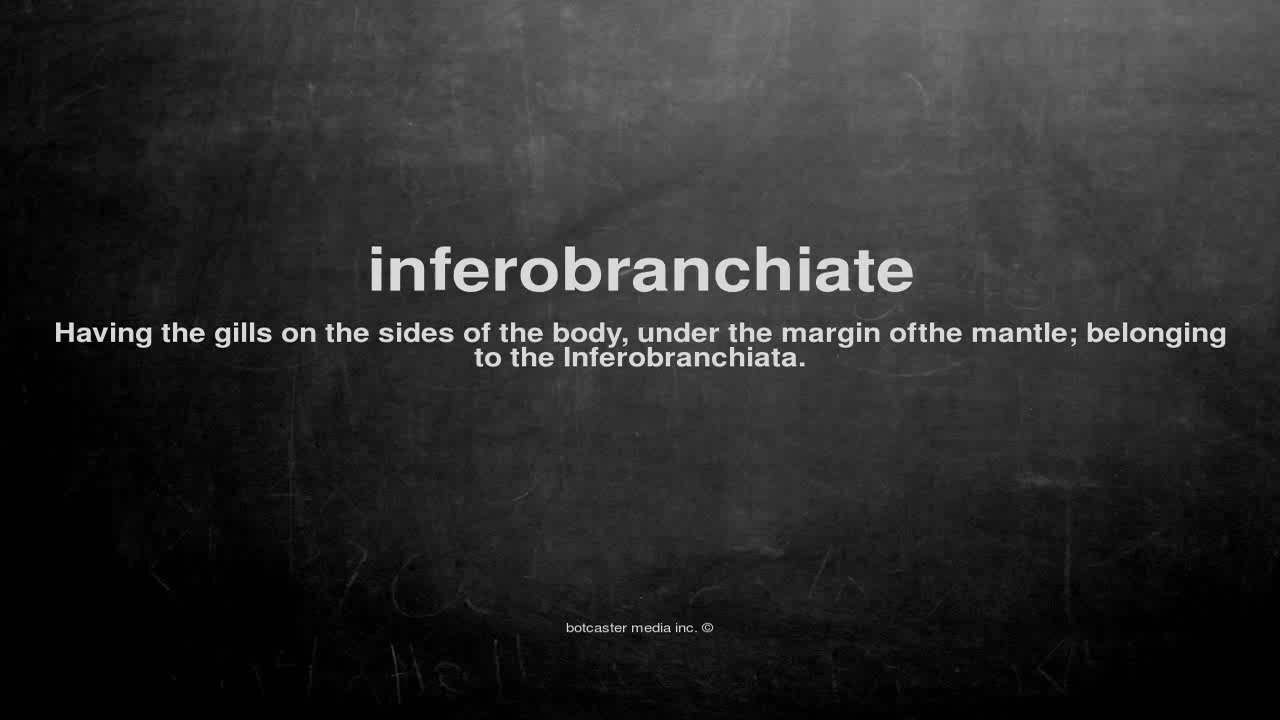 inferobranchiate
Having the gills on the sides of the body, under the margin ofthe mantle; belonging
to the Inferobranchiata.
botcaster media inc. ©